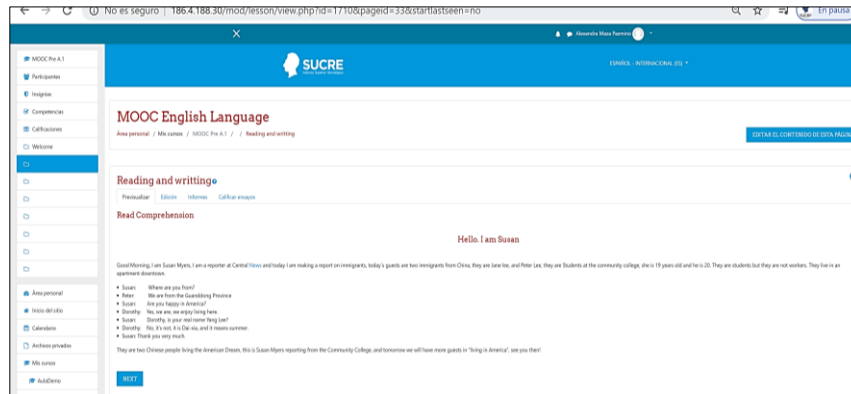 No es seguro | 186.4.188.30/mod/lesson/view.php?id=1710&pageid=33&startlastseen=no
En pausa
Alexandra Maza Pazmino
SUCRE
ESPAÑOL - INTERNACIONAL (ES)
MOOC Pre A.1
Participantes
Insignias
Competencias
Calificaciones
Welcome
Área personal
Inicio del sitio
Calendario
Archivos privados
Mis cursos
AulaDemo
MOOC English Language
Área personal / Mis cursos / MOOC Pre A.1 / / Reading and writting
EDITAR EL CONTENIDO DE ESTA PÁGINA
Reading and writting
Previsualizar Edición Informes Calificar ensayos
Read Comprehension
Hello. I am Susan
Good Morning, I am Susan Myers, I am a reporter at Central News and today I am making a report on immigrants, today's guests are two immigrants from China, they are Jane lee, and Peter Lee, they are Students at the community college, she is 19 years old and he is 20. They are students but they are not workers. They live in an
apartment downtown.
Susan: Where are you from?
Peter: We are from the Guanddong Province
Susan: Are you happy in America?
Dorothy: Yes, we are, we enjoy living here.
Susan: Dorothy, is your real name Yang Lee?
Dorothy: No, it's not, it is Dai-xia, and it means summer.
Susan: Thank you very much.
They are two Chinese people living the American Dream, this is Susan Myers reporting from the Community College, and tomorrow we will have more guests in "living in America", see you then!
NEXT